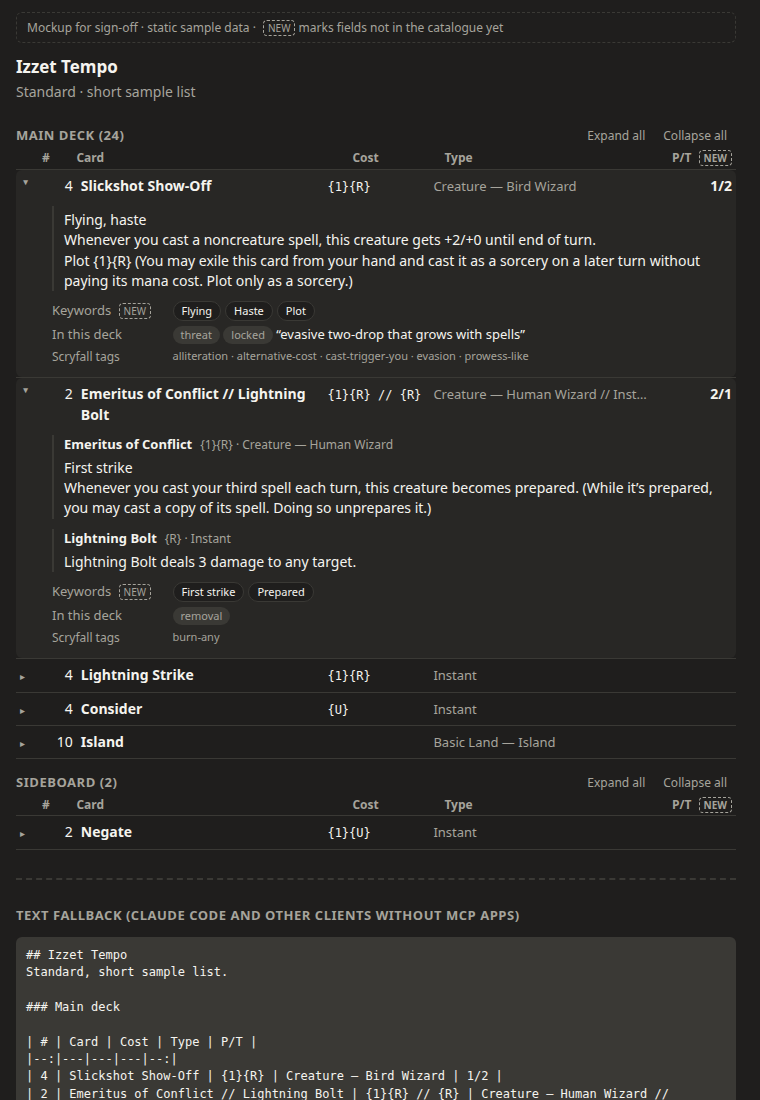 Mockup for sign-off · static sample data · NEW marks fields not in the catalogue yet
Izzet Tempo
Standard · short sample list
MAIN DECK (24) Expand all Collapse all
# Card Cost Type P/T NEW
▾ 4 Slickshot Show-Off {1}{R} Creature — Bird Wizard 1/2
Flying, haste
Whenever you cast a noncreature spell, this creature gets +2/+0 until end of turn.
Plot {1}{R} (You may exile this card from your hand and cast it as a sorcery on a later turn without
paying its mana cost. Plot only as a sorcery.)
Keywords NEW Flying Haste Plot
In this deck threat locked “evasive two-drop that grows with spells”
Scryfall tags alliteration · alternative-cost · cast-trigger-you · evasion · prowess-like
▾ 2 Emeritus of Conflict // Lightning {1}{R} // {R} Creature — Human Wizard // Inst... 2/1
Bolt
Emeritus of Conflict {1}{R} · Creature — Human Wizard
First strike
Whenever you cast your third spell each turn, this creature becomes prepared. (While it’s prepared,
you may cast a copy of its spell. Doing so unprepares it.)
Lightning Bolt {R} · Instant
Lightning Bolt deals 3 damage to any target.
Keywords NEW First strike Prepared
In this deck removal
Scryfall tags burn-any
▸ 4 Lightning Strike {1}{R} Instant
▸ 4 Consider {U} Instant
▸ 10 Island Basic Land — Island
SIDEBOARD (2) Expand all Collapse all
# Card Cost Type P/T NEW
▸ 2 Negate {1}{U} Instant
TEXT FALLBACK (CLAUDE CODE AND OTHER CLIENTS WITHOUT MCP APPS)
## Izzet Tempo
Standard, short sample list.
### Main deck
| # | Card | Cost | Type | P/T |
|--:|---|---|---|--:|
| 4 | Slickshot Show-Off | {1}{R} | Creature — Bird Wizard | 1/2 |
| 2 | Emeritus of Conflict // Lightning Bolt | {1}{R} // {R} | Creature — Human Wizard //